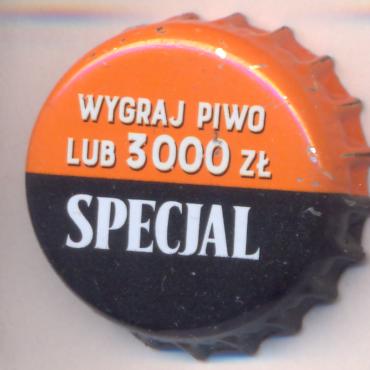 WYGRAJ PIWO
LUB 3000 ZŁ
SPECJAL